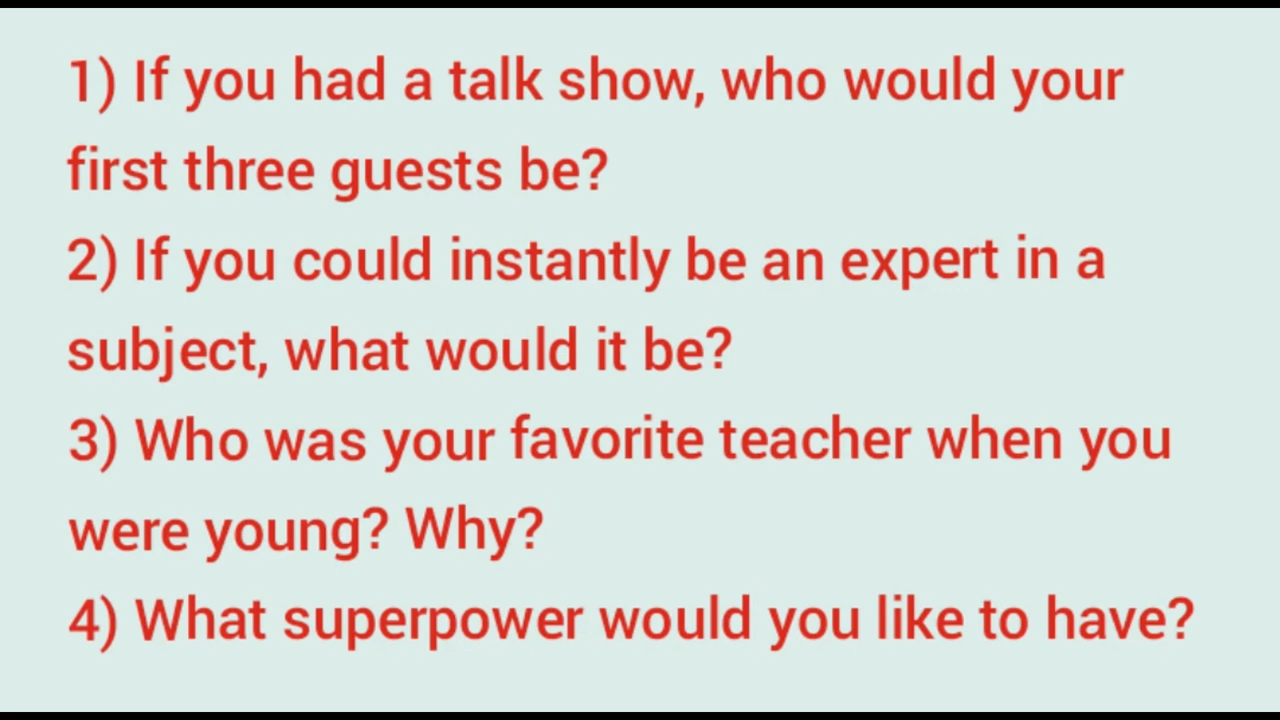 1) If you had a talk show, who would your
first three guests be?
2) If you could instantly be an expert in a
subject, what would it be?
3) Who was your favorite teacher when you
were young? Why?
4) What superpower would you like to have?